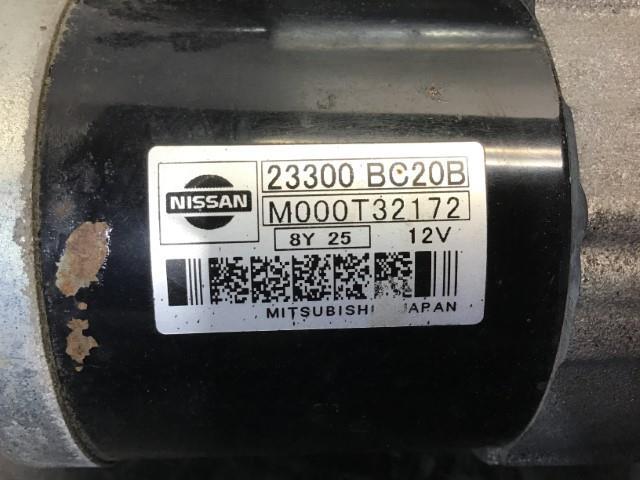 NISSAN
23300 BC20B
M000T32172
8Y 25 12V
MITSUBISHI JAPAN